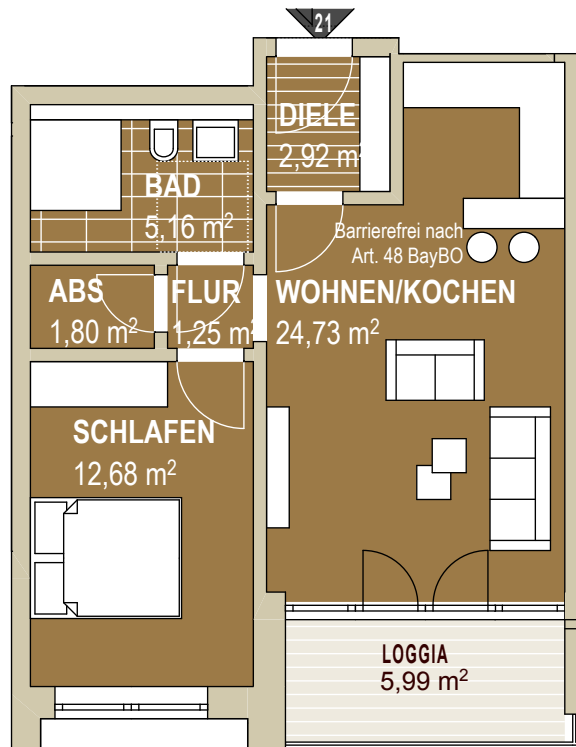 21
DIELE
2,92 m²
BAD
5,16 m²
Barrierefrei nach
Art. 48 BayBO
ABS
1,80 m²
FLUR
1,25 m²
WOHNEN/KOCHEN
24,73 m²
SCHLAFEN
12,68 m²
LOGGIA
5,99 m²